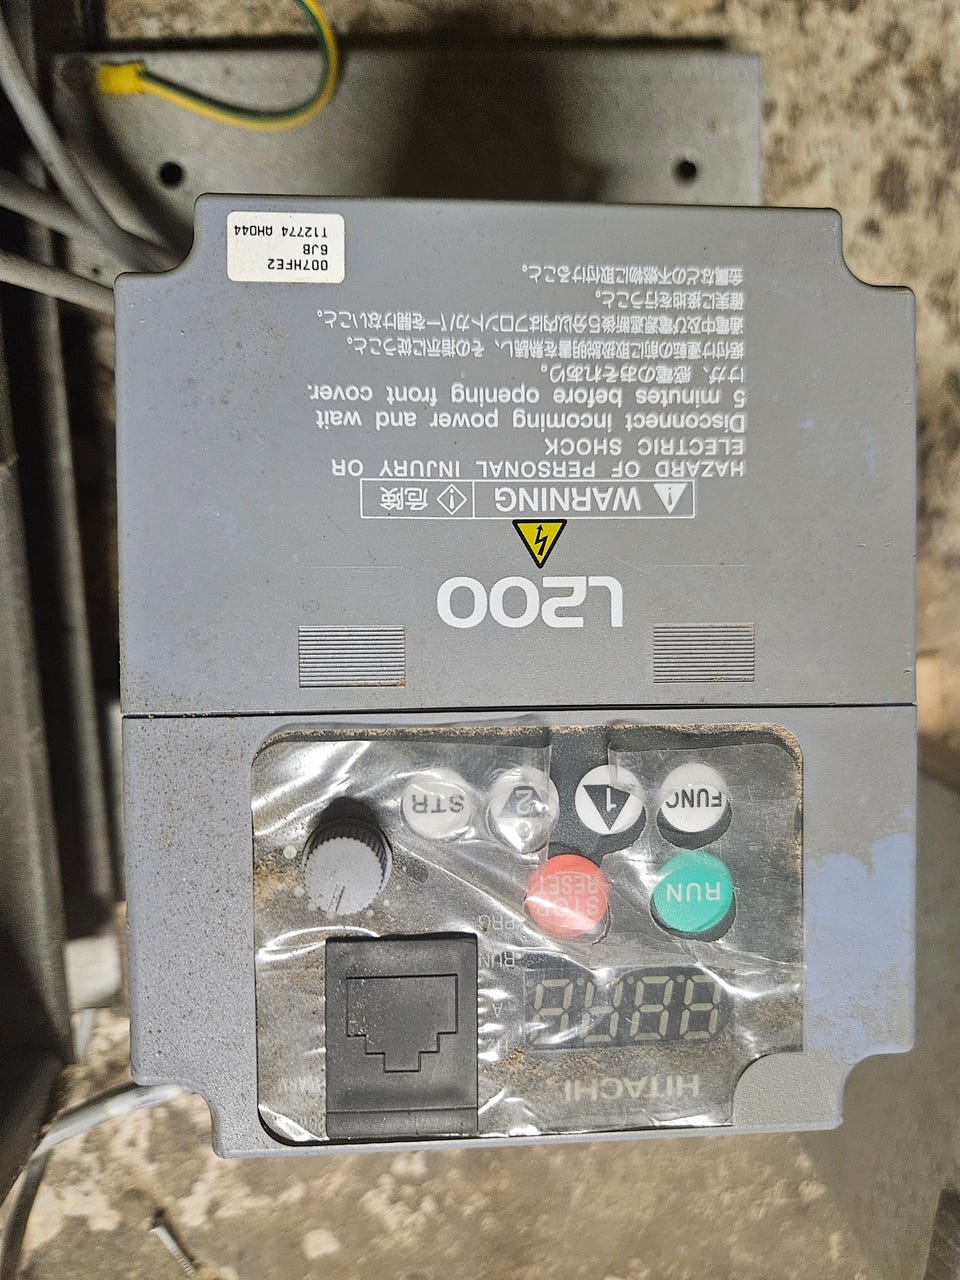 HITACHI
RUN
PRG
RUN
STOP
RESET
FUNC
1
2
STR
L200
WARNING 危険
HAZARD OF PERSONAL INJURY OR
ELECTRIC SHOCK
Disconnect incoming power and wait
5 minutes before opening front cover.
けが、感電のおそれあり。
据付け運転の前に取扱説明書を熟読し、その指示に従うこと。
通電中及び電源遮断後5分以内はフロントカバーを開けないこと。
確実に接地を行うこと。
金属などの不燃物に取付けること。
007HFE2
6JB
T12774 AH044